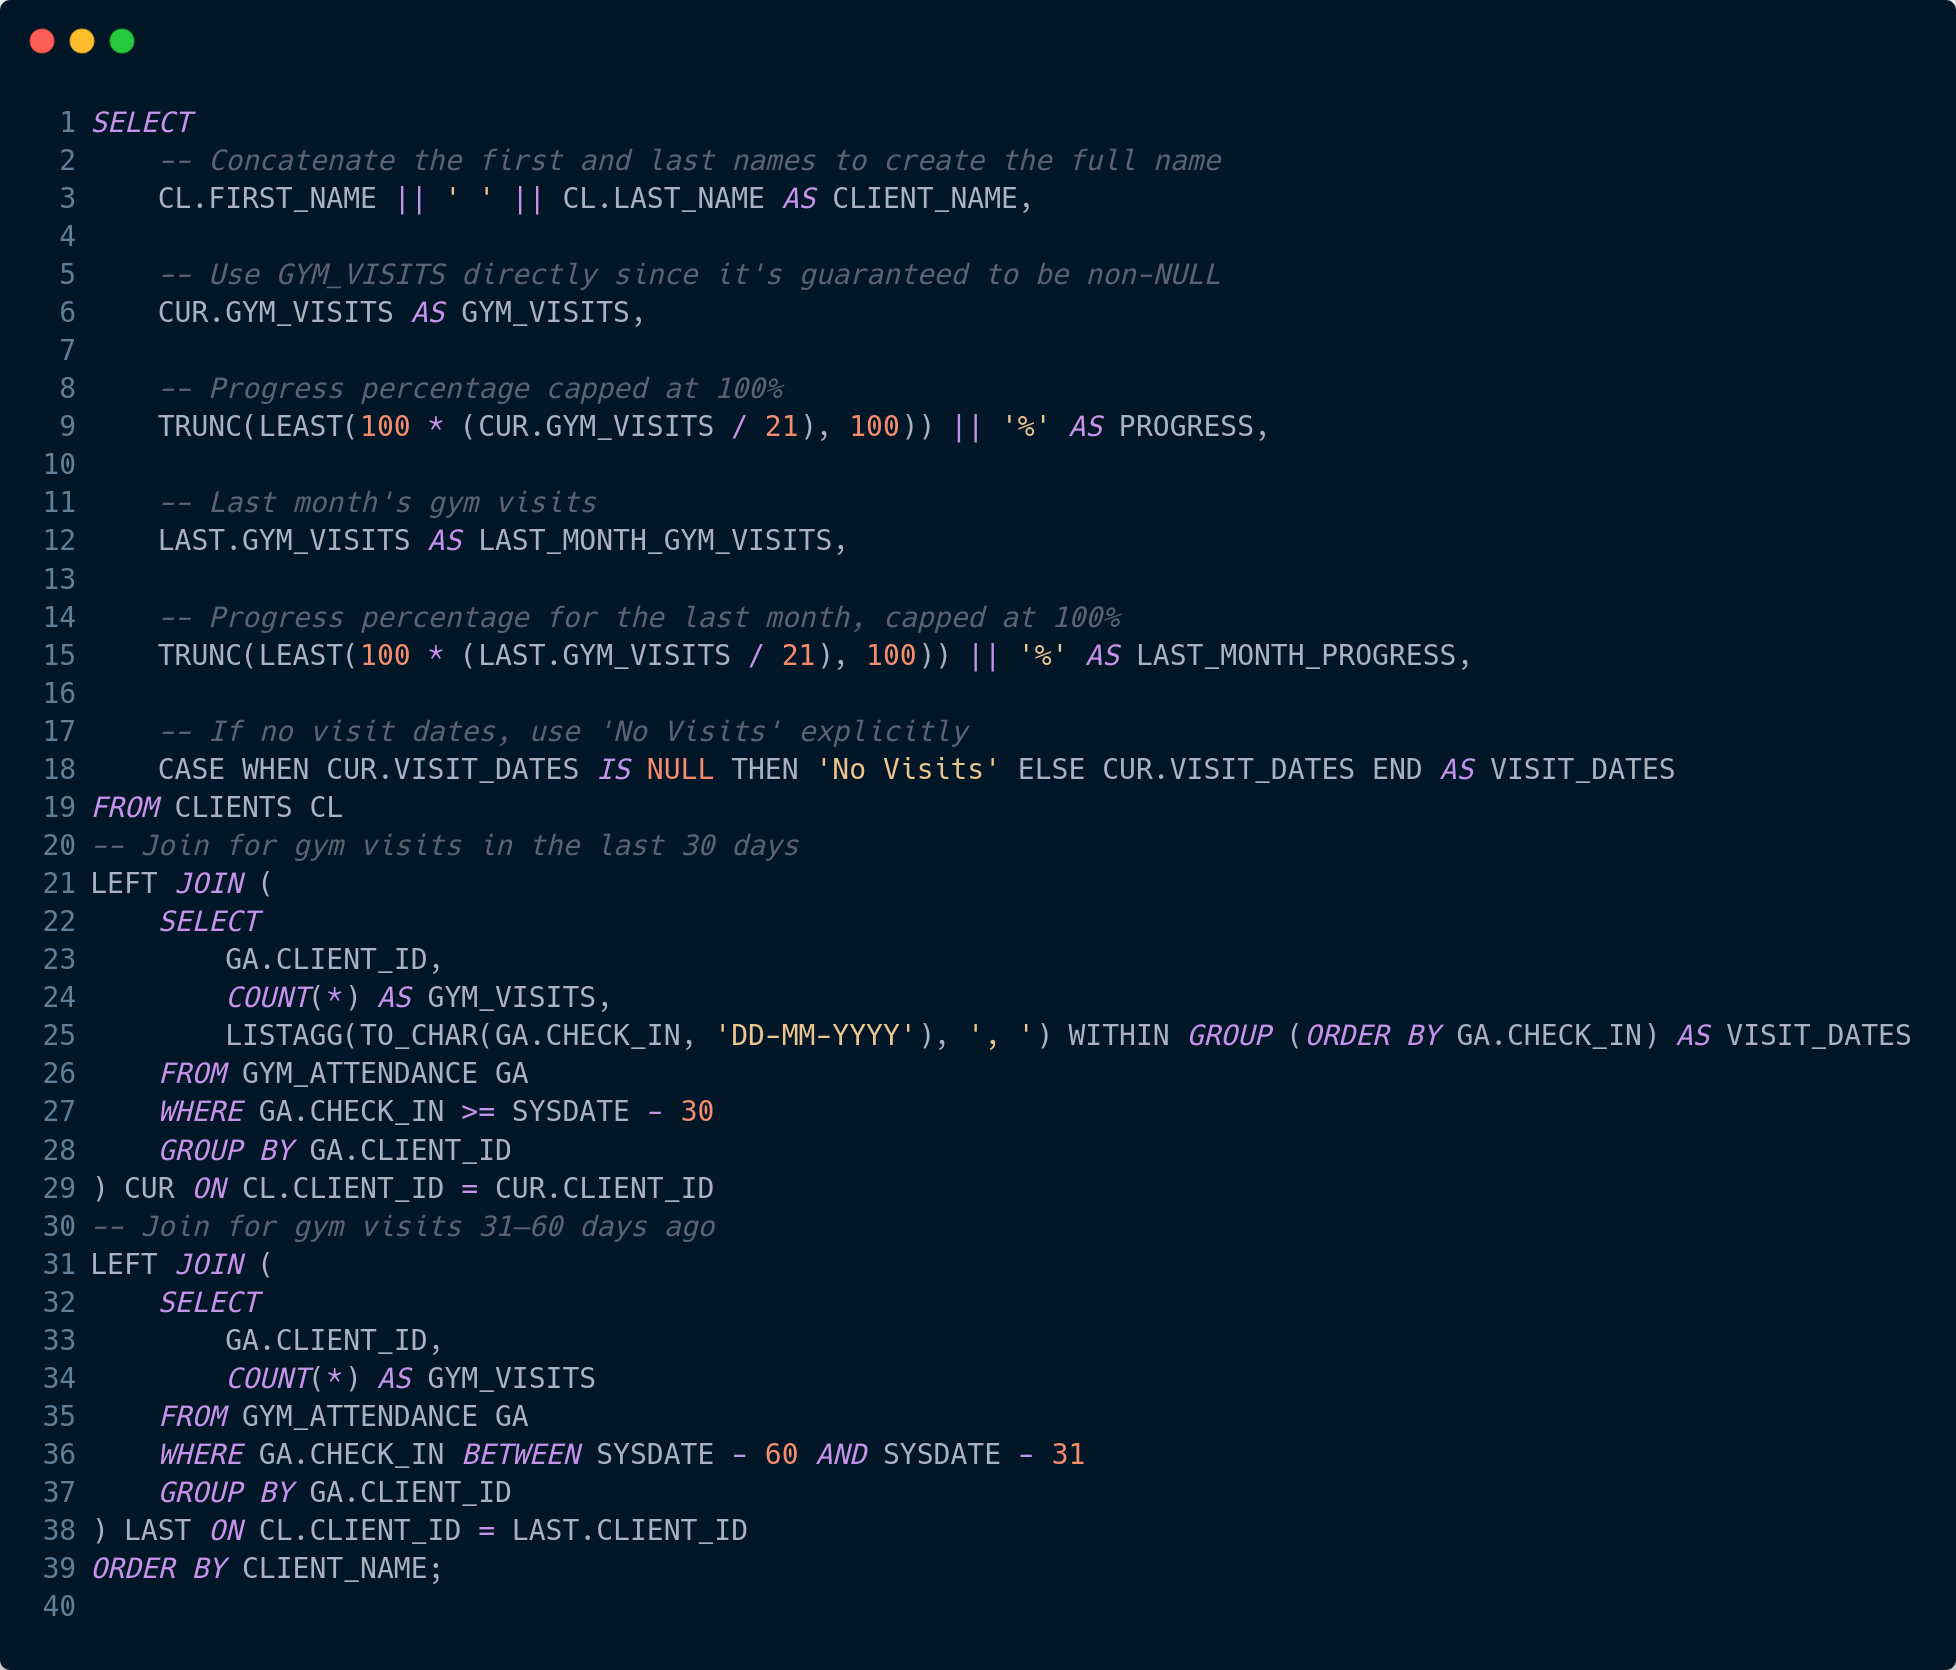 1 SELECT
2     -- Concatenate the first and last names to create the full name
3     CL.FIRST_NAME || ' ' || CL.LAST_NAME AS CLIENT_NAME,
4
5     -- Use GYM_VISITS directly since it's guaranteed to be non-NULL
6     CUR.GYM_VISITS AS GYM_VISITS,
7
8     -- Progress percentage capped at 100%
9     TRUNC(LEAST(100 * (CUR.GYM_VISITS / 21), 100)) || '%' AS PROGRESS,
10
11     -- Last month's gym visits
12     LAST.GYM_VISITS AS LAST_MONTH_GYM_VISITS,
13
14     -- Progress percentage for the last month, capped at 100%
15     TRUNC(LEAST(100 * (LAST.GYM_VISITS / 21), 100)) || '%' AS LAST_MONTH_PROGRESS,
16
17     -- If no visit dates, use 'No Visits' explicitly
18     CASE WHEN CUR.VISIT_DATES IS NULL THEN 'No Visits' ELSE CUR.VISIT_DATES END AS VISIT_DATES
19 FROM CLIENTS CL
20 -- Join for gym visits in the last 30 days
21 LEFT JOIN (
22     SELECT
23         GA.CLIENT_ID,
24         COUNT(*) AS GYM_VISITS,
25         LISTAGG(TO_CHAR(GA.CHECK_IN, 'DD-MM-YYYY'), ', ') WITHIN GROUP (ORDER BY GA.CHECK_IN) AS VISIT_DATES
26     FROM GYM_ATTENDANCE GA
27     WHERE GA.CHECK_IN >= SYSDATE - 30
28     GROUP BY GA.CLIENT_ID
29 ) CUR ON CL.CLIENT_ID = CUR.CLIENT_ID
30 -- Join for gym visits 31–60 days ago
31 LEFT JOIN (
32     SELECT
33         GA.CLIENT_ID,
34         COUNT(*) AS GYM_VISITS
35     FROM GYM_ATTENDANCE GA
36     WHERE GA.CHECK_IN BETWEEN SYSDATE - 60 AND SYSDATE - 31
37     GROUP BY GA.CLIENT_ID
38 ) LAST ON CL.CLIENT_ID = LAST.CLIENT_ID
39 ORDER BY CLIENT_NAME;
40